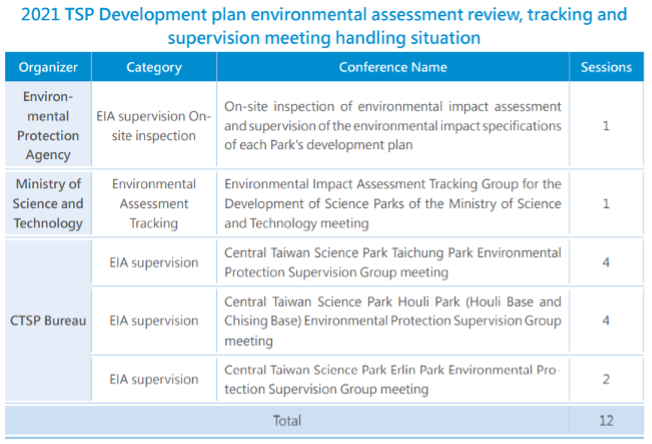 2021 TSP Development plan environmental assessment review, tracking and
supervision meeting handling situation
Organizer Category Conference Name Sessions
Environ-
mental
Protection
Agency
EIA supervision On-
site inspection
On-site inspection of environmental impact assessment
and supervision of the environmental impact specifications
of each Park's development plan
1
Ministry of
Science and
Technology
Environmental
Assessment
Tracking
Environmental Impact Assessment Tracking Group for the
Development of Science Parks of the Ministry of Science
and Technology meeting
1
CTSP Bureau
EIA supervision
Central Taiwan Science Park Taichung Park Environmental
Protection Supervision Group meeting
4
EIA supervision
Central Taiwan Science Park Houli Park (Houli Base and
Chising Base) Environmental Protection Supervision Group
meeting
4
EIA supervision
Central Taiwan Science Park Erlin Park Environmental Pro-
tection Supervision Group meeting
2
Total 12